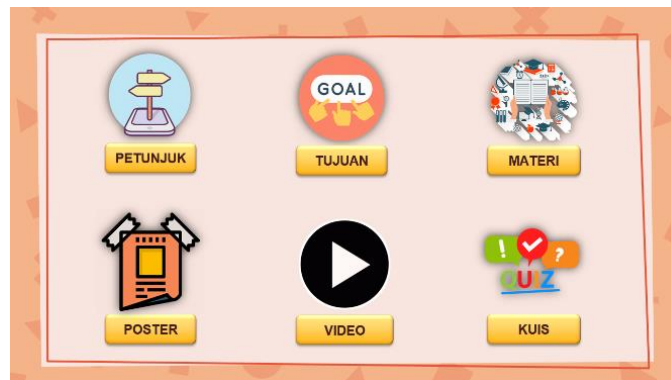 GOAL
PETUNJUK
TUJUAN
MATERI
! ?
QUIZ
POSTER
VIDEO
KUIS